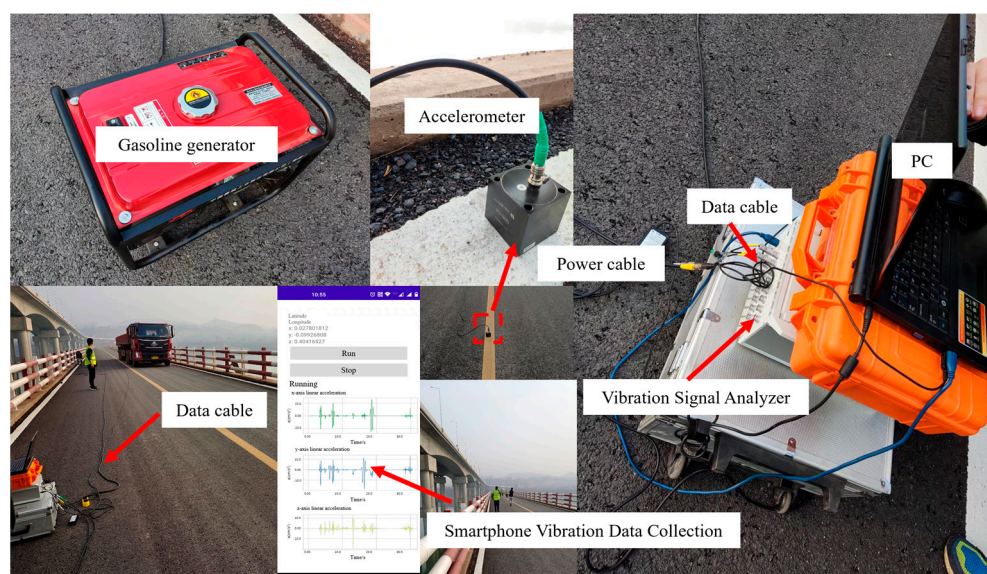 Gasoline generator
Accelerometer
PC
Data cable
Power cable
Vibration Signal Analyzer
Data cable
10:55
Latitude
Longitude
x: 0.027801812
y: -0.09926808
z: 0.40416527
Run
Stop
Running
x-axis linear acceleration
Time/s
y-axis linear acceleration
Time/s
z-axis linear acceleration
Time/s
Smartphone Vibration Data Collection